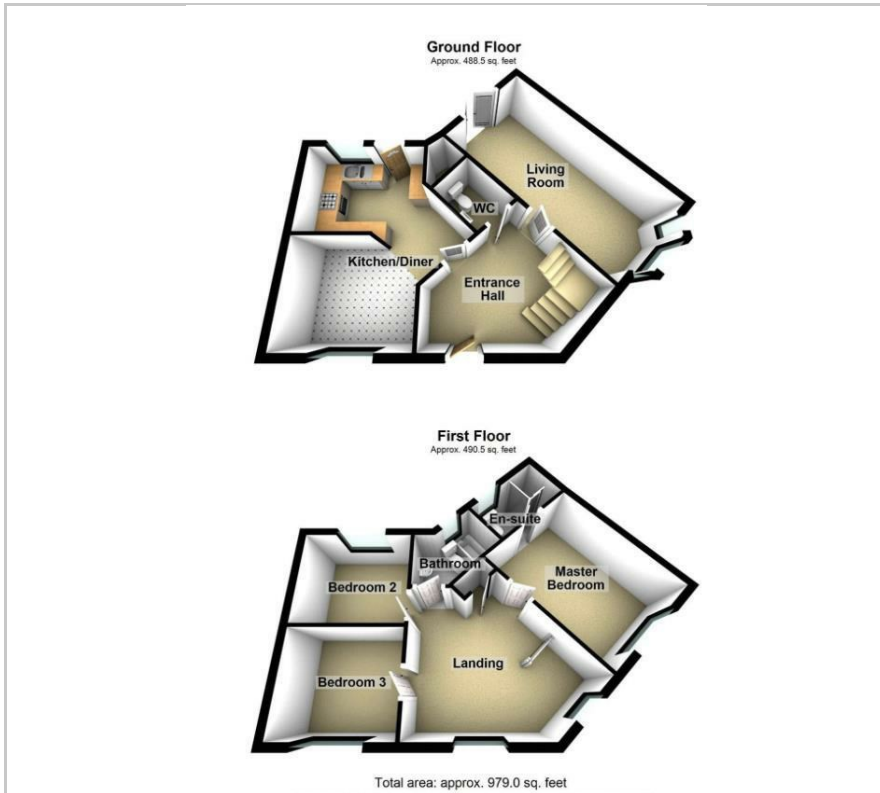 Ground Floor
Approx. 488.5 sq. feet
Living
Room
WC
Kitchen/Diner
Entrance
Hall
First Floor
Approx. 490.5 sq. feet
En-suite
Bathroom
Master
Bedroom
Bedroom 2
Landing
Bedroom 3
Total area: approx. 979.0 sq. feet